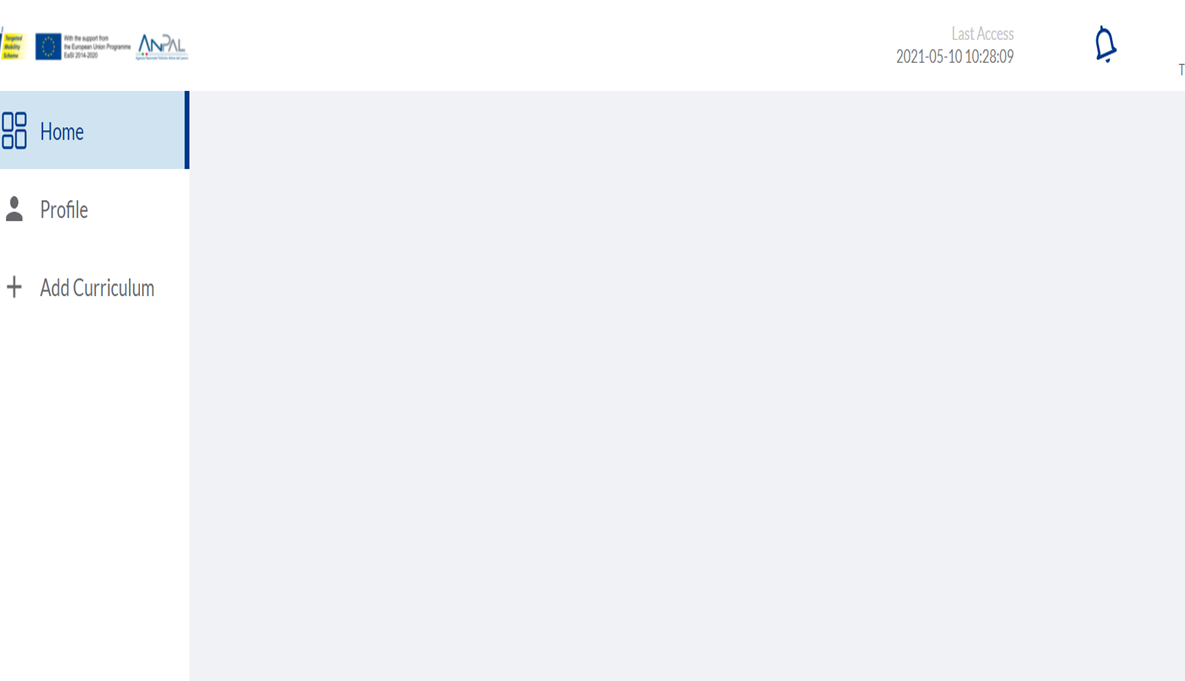 Targeted
Mobility
Scheme
With the support from
the European Union Programme
EaSI 2014-2020
ANPAL
Last Access
2021-05-10 10:28:09
T
Home
Profile
Add Curriculum